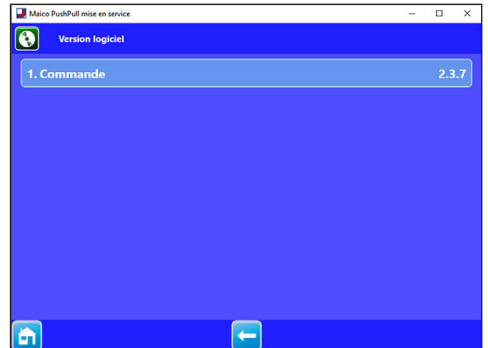 Maico PushPull mise en service
Version logiciel
1. Commande 2.3.7